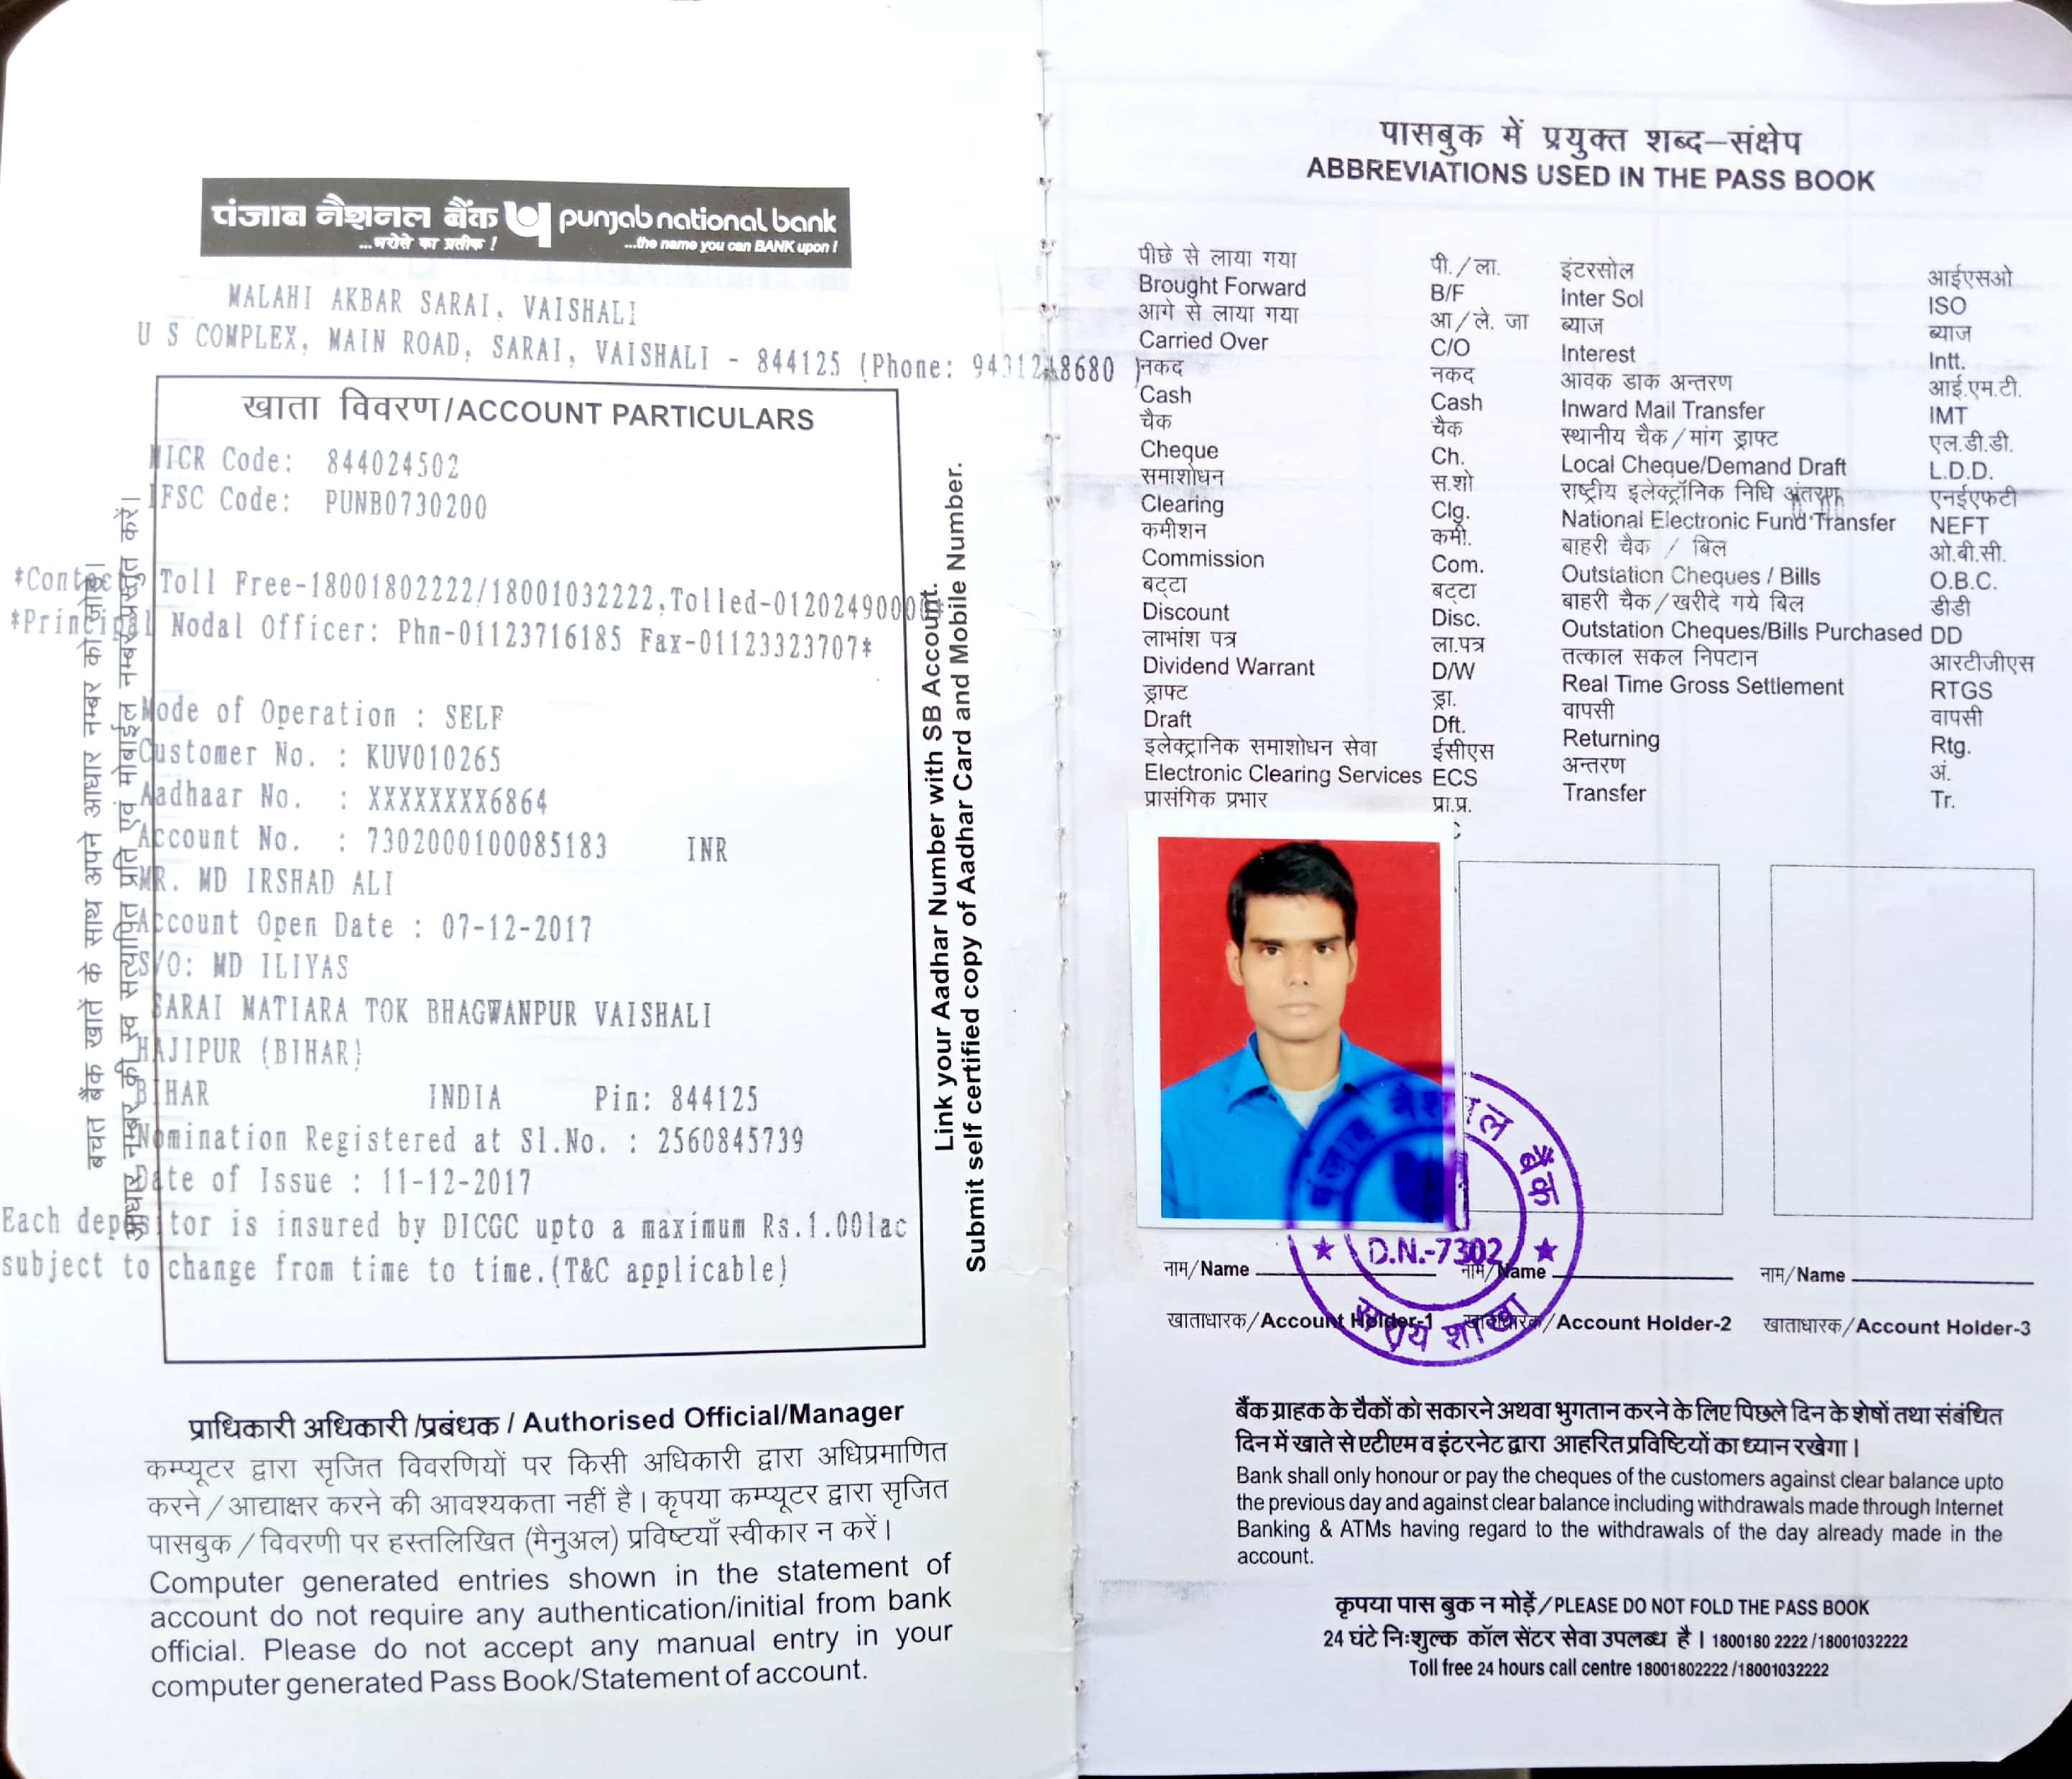 पंजाब नैशनल बैंक punjab national bank
...भरोसे का प्रतीक ! ...the name you can BANK upon !
MALAHI AKBAR SARAI, VAISHALI
U S COMPLEX, MAIN ROAD, SARAI, VAISHALI - 844125 (Phone: 9431218680 )
खाता विवरण/ACCOUNT PARTICULARS
MICR Code: 844024502
IFSC Code: PUNB0730200
*Contact Toll Free-18001802222/18001032222,Tolled-01202490000*
*Principal Nodal Officer: Phn-01123716185 Fax-01123323707*
Mode of Operation : SELF
Customer No. : KUV010265
Aadhaar No. : XXXXXXXX6864
Account No. : 7302000100085183 INR
MR. MD IRSHAD ALI
Account Open Date : 07-12-2017
S/O: MD ILIYAS
SARAI MATIARA TOK BHAGWANPUR VAISHALI
HAJIPUR (BIHAR)
BIHAR INDIA Pin: 844125
Nomination Registered at Sl.No. : 2560845739
Date of Issue : 11-12-2017
Each depositor is insured by DICGC upto a maximum Rs.1.00lac
subject to change from time to time.(T&C applicable)
बचत बैंक खाते के साथ अपने आधार नम्बर को जोड़ें।
आधार नम्बर की स्व सत्यापित प्रति एवं मोबाईल नम्बर प्रस्तुत करें।
Link your Aadhar Number with SB Account.
Submit self certified copy of Aadhar Card and Mobile Number.
प्राधिकारी अधिकारी /प्रबंधक / Authorised Official/Manager
कम्प्यूटर द्वारा सृजित विवरणियों पर किसी अधिकारी द्वारा अधिप्रमाणित
करने/आद्याक्षर करने की आवश्यकता नहीं है। कृपया कम्प्यूटर द्वारा सृजित
पासबुक/विवरणी पर हस्तलिखित (मैनुअल) प्रविष्टयाँ स्वीकार न करें।
Computer generated entries shown in the statement of
account do not require any authentication/initial from bank
official. Please do not accept any manual entry in your
computer generated Pass Book/Statement of account.
पासबुक में प्रयुक्त शब्द–संक्षेप
ABBREVIATIONS USED IN THE PASS BOOK
पीछे से लाया गया पी./ला. इंटरसोल आईएसओ
Brought Forward B/F Inter Sol ISO
आगे से लाया गया आ/ले. जा ब्याज ब्याज
Carried Over C/O Interest Intt.
नकद नकद आवक डाक अन्तरण आई.एम.टी.
Cash Cash Inward Mail Transfer IMT
चैक चैक स्थानीय चैक/मांग ड्राफ्ट एल.डी.डी.
Cheque Ch. Local Cheque/Demand Draft L.D.D.
समाशोधन स.शो राष्ट्रीय इलेक्ट्रॉनिक निधि अंतरण एनईएफटी
Clearing Clg. National Electronic Fund Transfer NEFT
कमीशन कमी. बाहरी चैक / बिल ओ.बी.सी.
Commission Com. Outstation Cheques / Bills O.B.C.
बट्टा बट्टा बाहरी चैक/खरीदे गये बिल डीडी
Discount Disc. Outstation Cheques/Bills Purchased DD
लाभांश पत्र ला.पत्र तत्काल सकल निपटान आरटीजीएस
Dividend Warrant D/W Real Time Gross Settlement RTGS
ड्राफ्ट ड्रा. वापसी वापसी
Draft Dft. Returning Rtg.
इलेक्ट्रानिक समाशोधन सेवा ईसीएस अन्तरण अं.
Electronic Clearing Services ECS Transfer Tr.
प्रासंगिक प्रभार प्रा.प्र.
पंजाब नैशनल बैंक
★ D.N.-7302 ★
शाखा
नाम/Name नाम/Name नाम/Name
खाताधारक/Account Holder-1 खाताधारक/Account Holder-2 खाताधारक/Account Holder-3
बैंक ग्राहक के चैकों को सकारने अथवा भुगतान करने के लिए पिछले दिन के शेषों तथा संबंधित
दिन में खाते से एटीएम व इंटरनेट द्वारा आहरित प्रविष्टियों का ध्यान रखेगा।
Bank shall only honour or pay the cheques of the customers against clear balance upto
the previous day and against clear balance including withdrawals made through Internet
Banking & ATMs having regard to the withdrawals of the day already made in the
account.
कृपया पास बुक न मोड़ें/PLEASE DO NOT FOLD THE PASS BOOK
24 घंटे निःशुल्क कॉल सेंटर सेवा उपलब्ध है। 1800180 2222 /18001032222
Toll free 24 hours call centre 18001802222 /18001032222